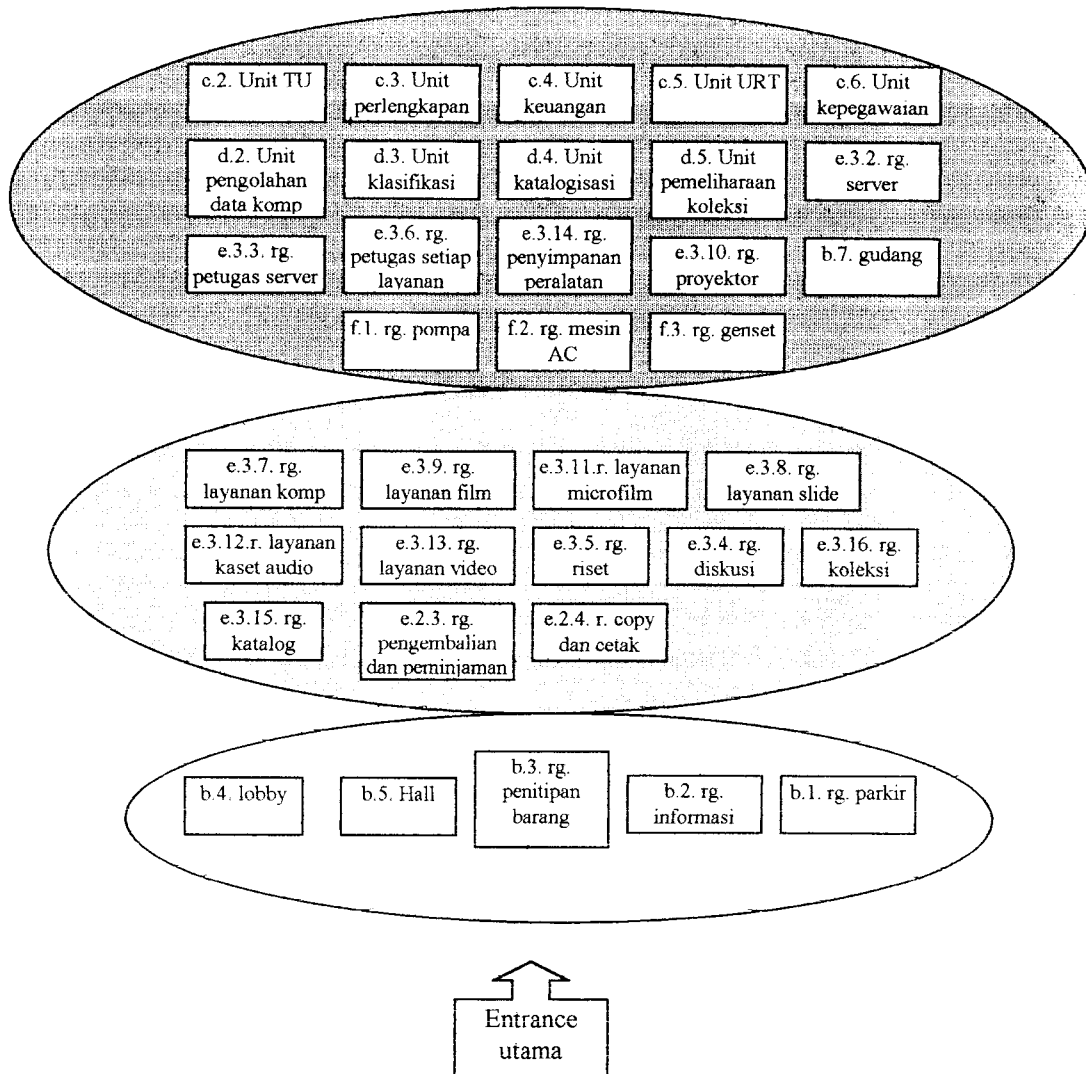 c.2. Unit TU
c.3. Unit
perlengkapan
c.4. Unit
keuangan
c.5. Unit URT
c.6. Unit
kepegawaian
d.2. Unit
pengolahan
data komp
d.3. Unit
klasifikasi
d.4. Unit
katalogisasi
d.5. Unit
pemeliharaan
koleksi
e.3.2. rg.
server
e.3.3. rg.
petugas server
e.3.6. rg.
petugas setiap
layanan
e.3.14. rg.
penyimpanan
peralatan
e.3.10. rg.
proyektor
b.7. gudang
f.1. rg. pompa
f.2. rg. mesin
AC
f.3. rg. genset
e.3.7. rg.
layanan komp
e.3.9. rg.
layanan film
e.3.11.r. layanan
microfilm
e.3.8. rg.
layanan slide
e.3.12.r. layanan
kaset audio
e.3.13. rg.
layanan video
e.3.5. rg.
riset
e.3.4. rg.
diskusi
e.3.16. rg.
koleksi
e.3.15. rg.
katalog
e.2.3. rg.
pengembalian
dan peminjaman
e.2.4. r. copy
dan cetak
b.4. lobby
b.5. Hall
b.3. rg.
penitipan
barang
b.2. rg.
informasi
b.1. rg. parkir
Entrance
utama